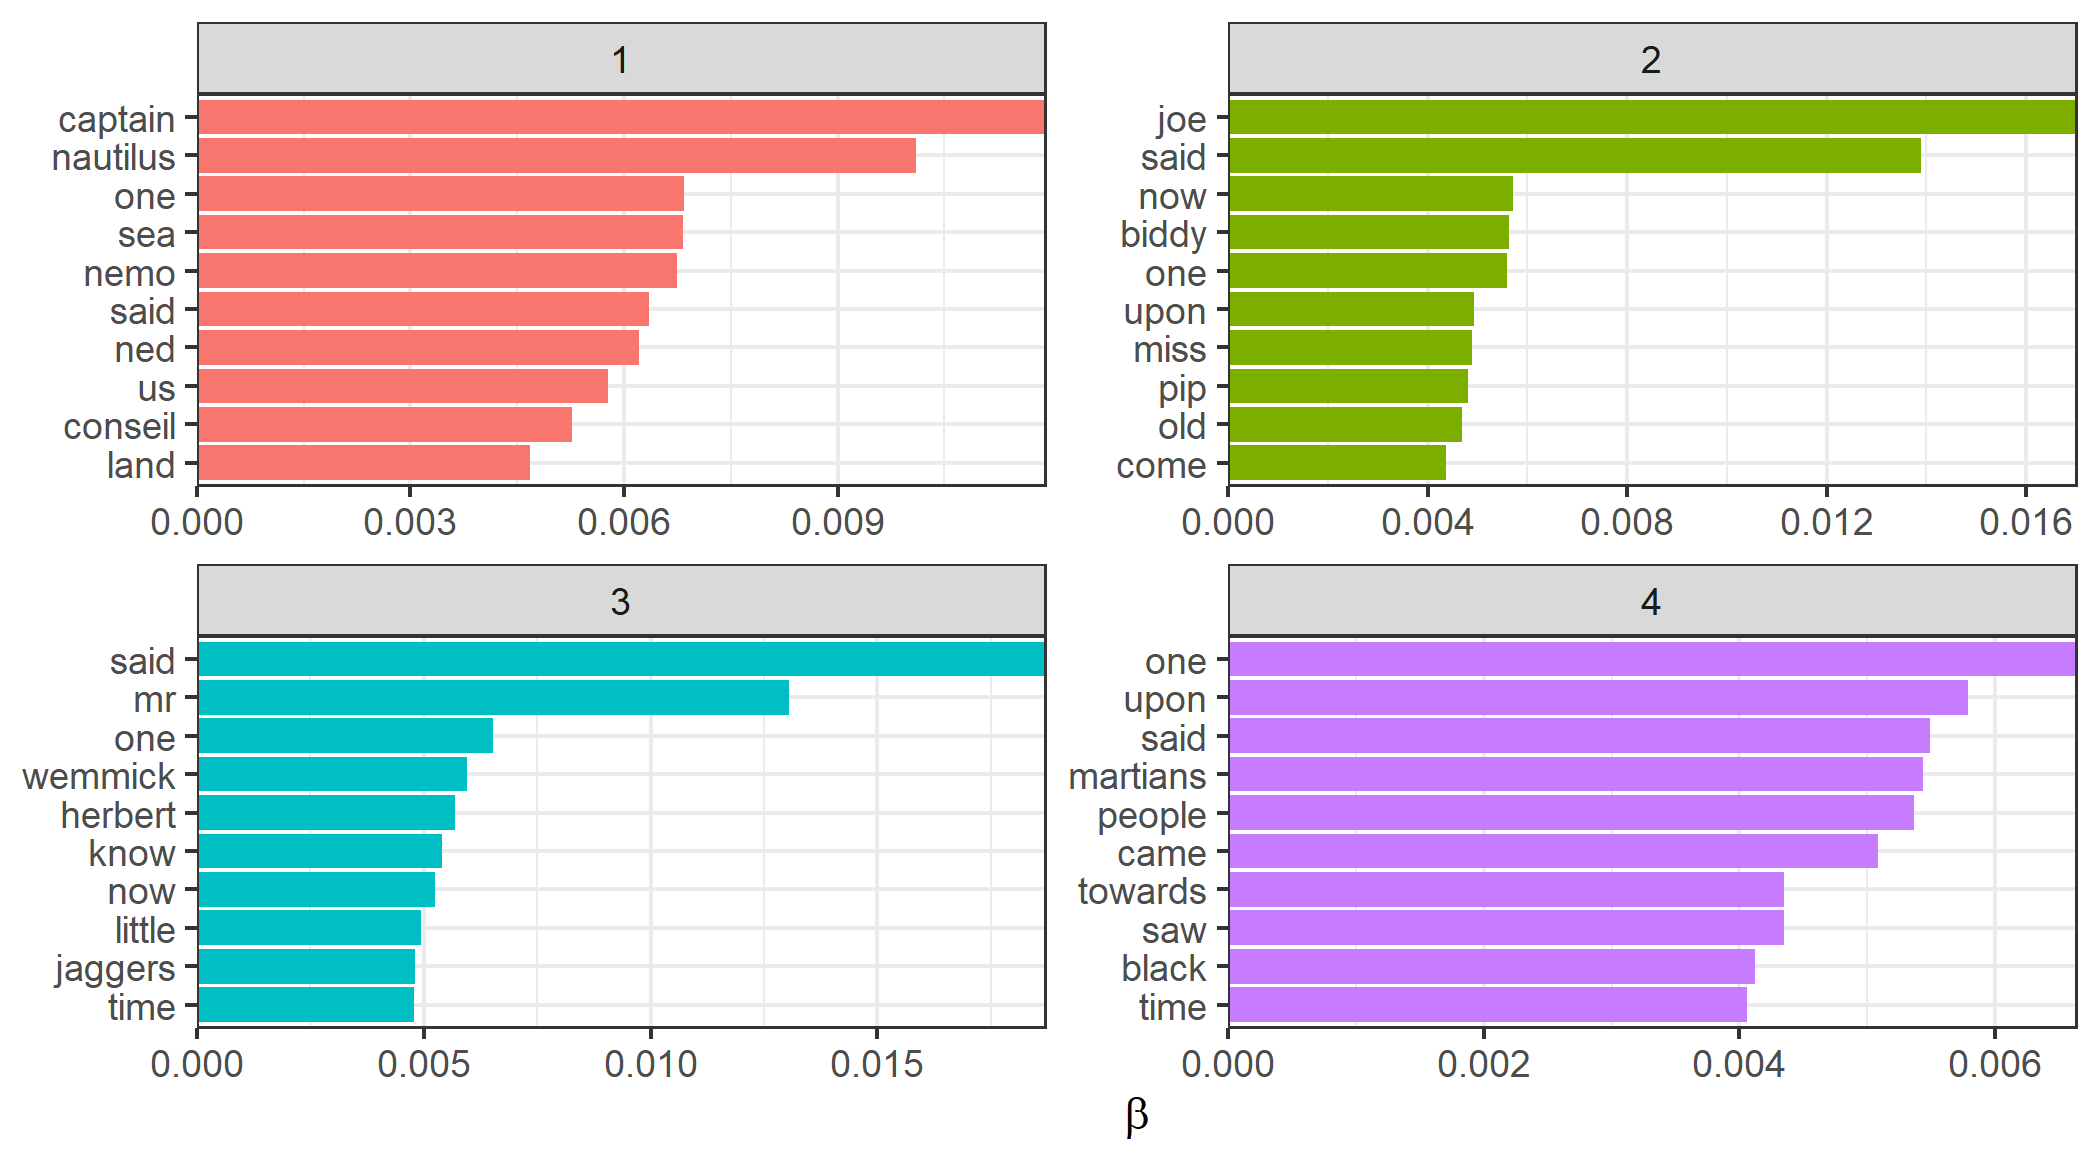 1
captain
nautilus
one
sea
nemo
said
ned
us
conseil
land
0.000 0.003 0.006 0.009
2
joe
said
now
biddy
one
upon
miss
pip
old
come
0.000 0.004 0.008 0.012 0.016
3
said
mr
one
wemmick
herbert
know
now
little
jaggers
time
0.000 0.005 0.010 0.015
4
one
upon
said
martians
people
came
towards
saw
black
time
0.000 0.002 0.004 0.006
β